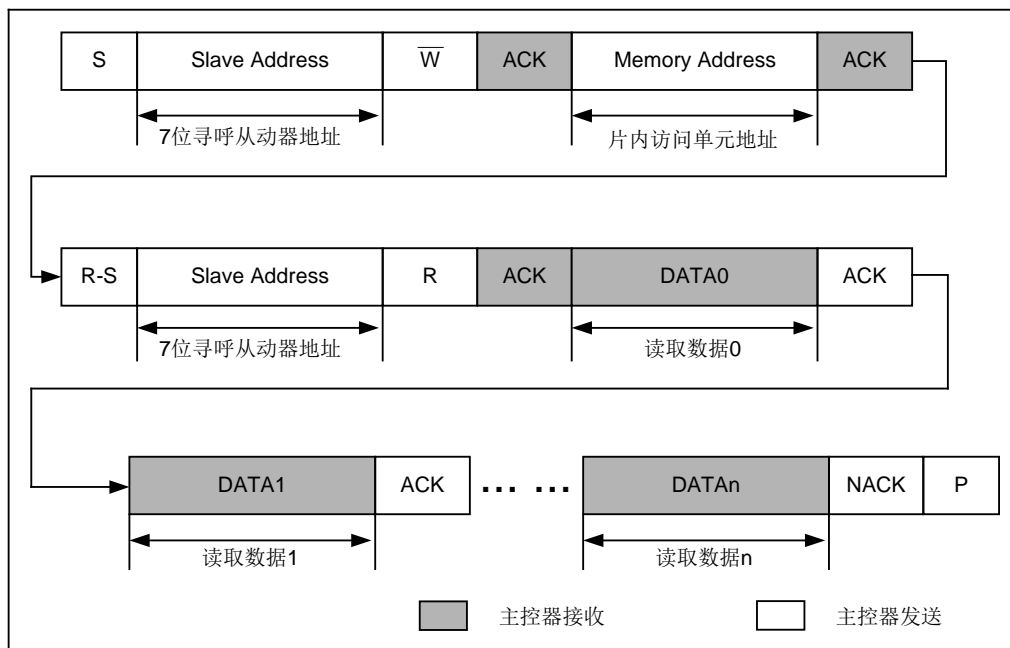 S Slave Address W̅ ACK Memory Address ACK
7位寻呼从动器地址 片内访问单元地址
R-S Slave Address R ACK DATA0 ACK
7位寻呼从动器地址 读取数据0
DATA1 ACK ... ... DATAn NACK P
读取数据1 读取数据n
主控器接收 主控器发送